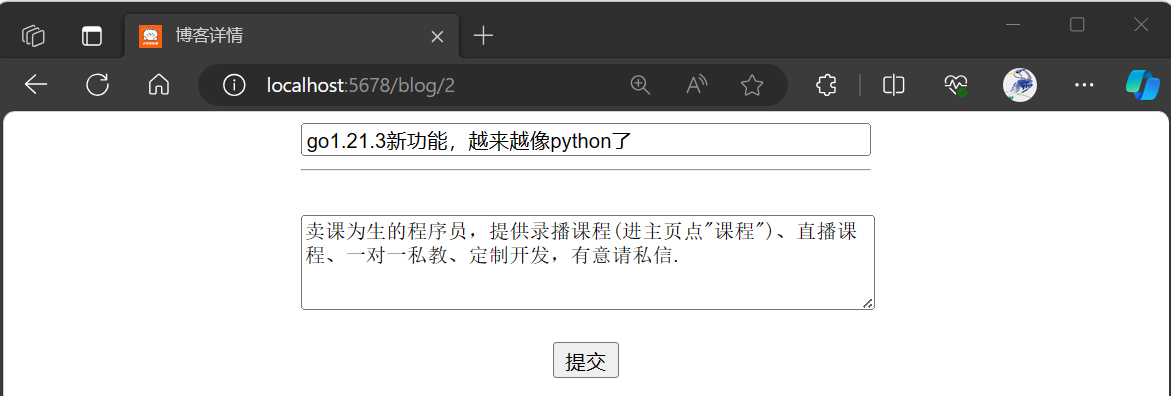 博客详情
localhost:5678/blog/2
go1.21.3新功能，越来越像python了
卖课为生的程序员，提供录播课程(进主页点"课程")、直播课
程、一对一私教、定制开发，有意请私信.
提交